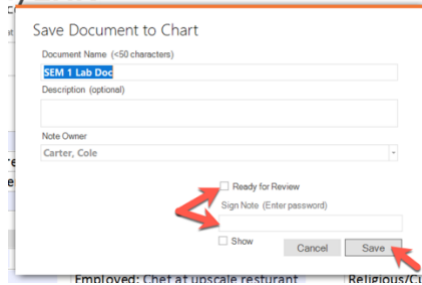 Save Document to Chart
Document Name (<50 characters)
SEM 1 Lab Doc
Description (optional)
Note Owner
Carter, Cole
Ready for Review
Sign Note (Enter password)
Show
Cancel Save
Employed: Chef at upscale resturant Religious/Cu